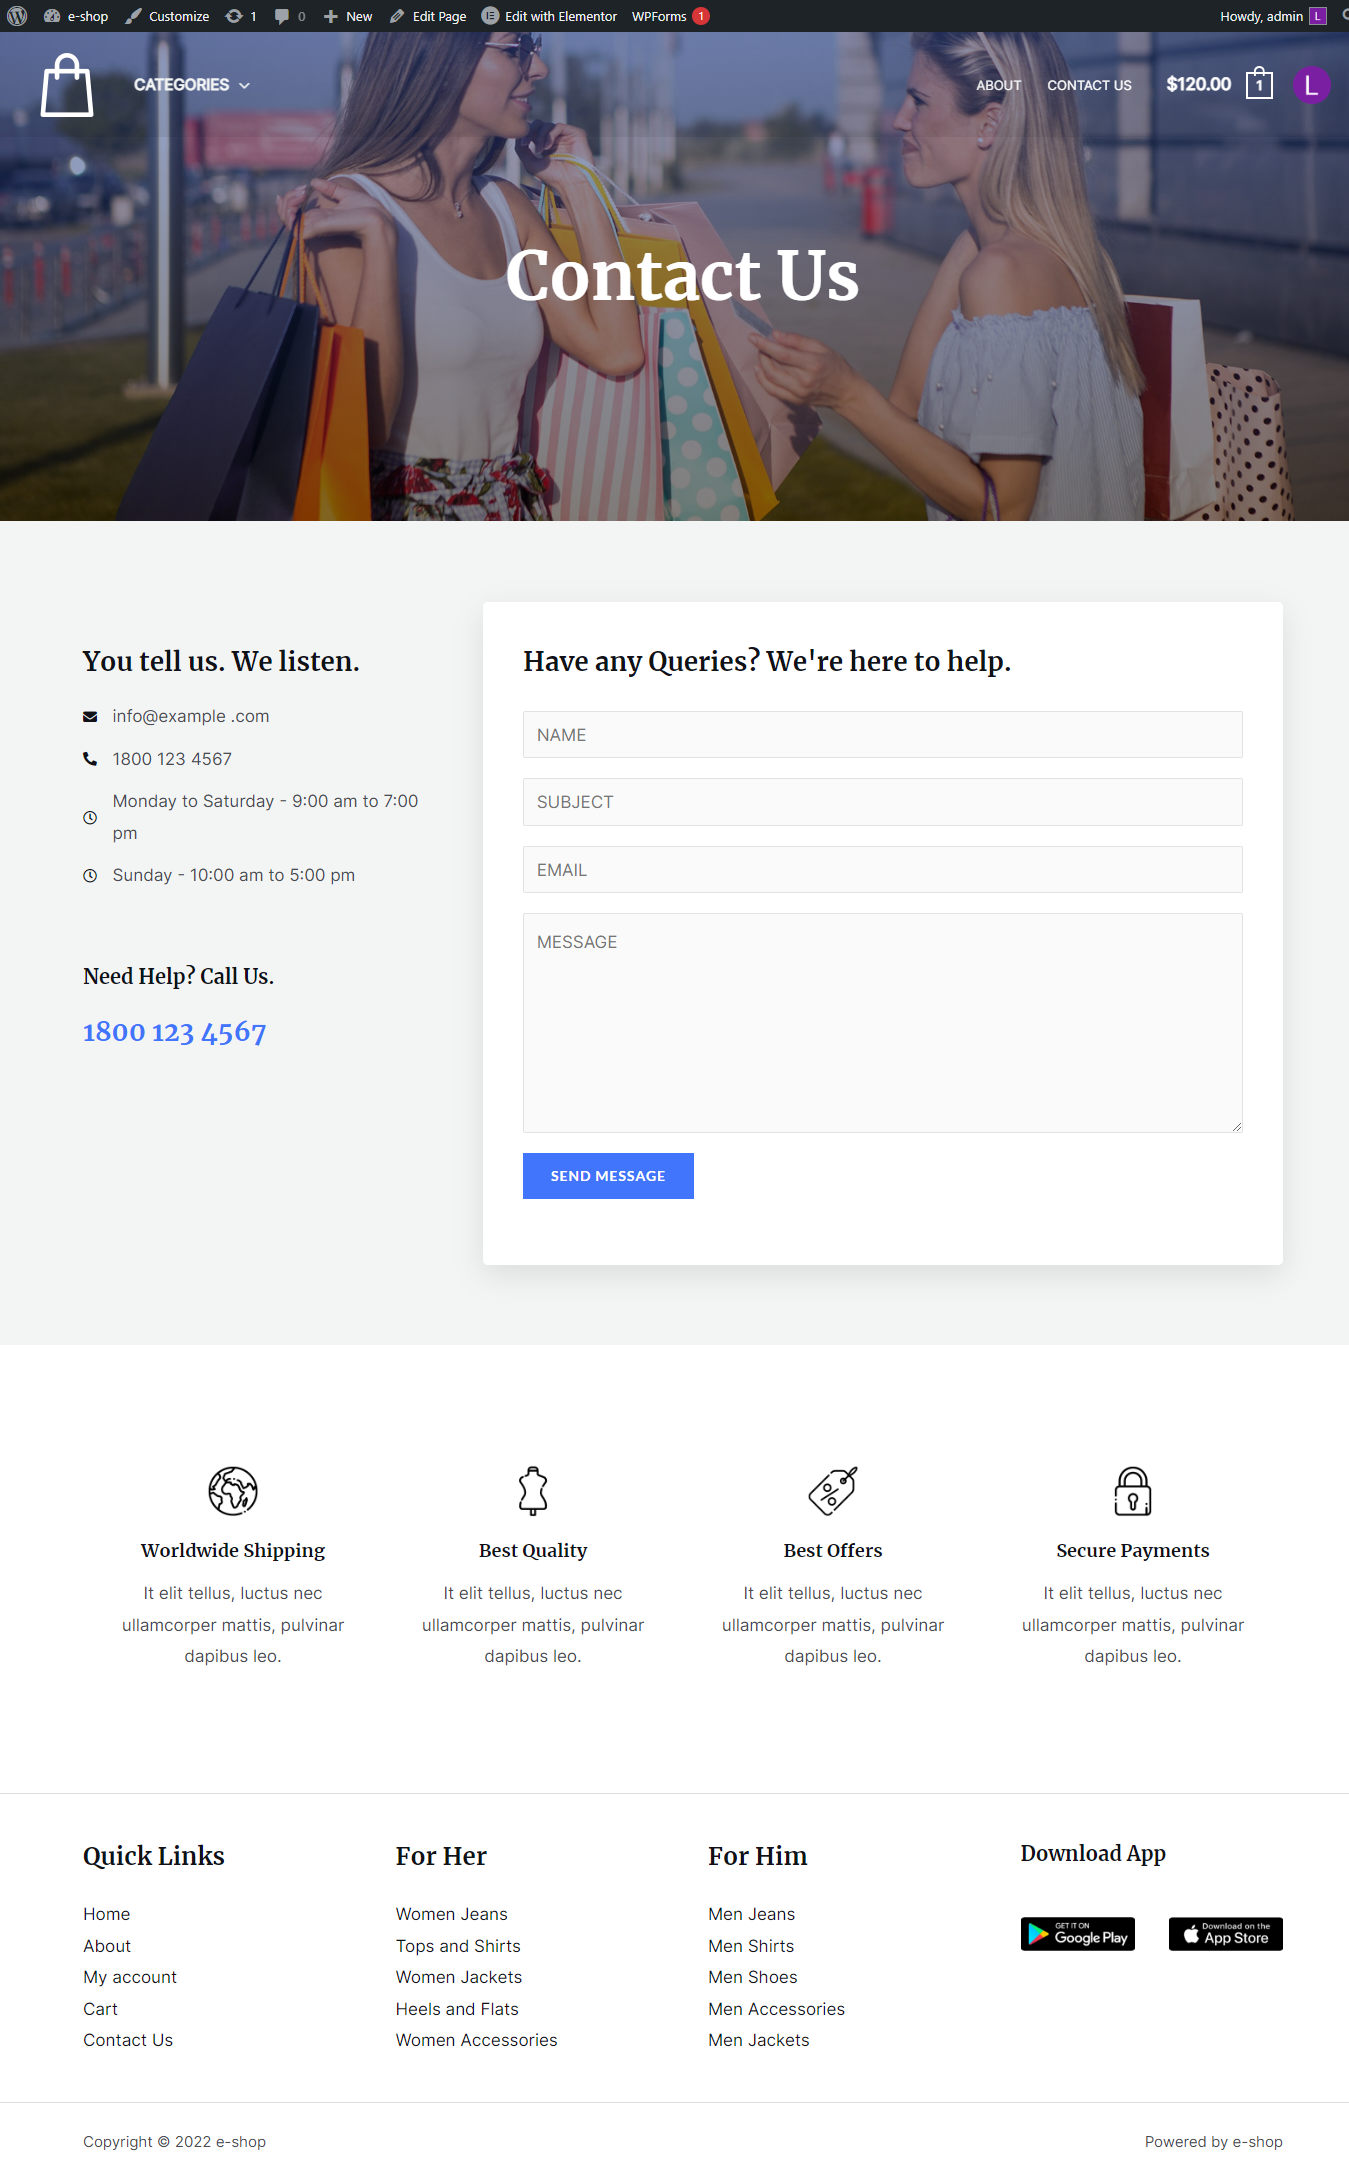 e-shop Customize 1 0 New Edit Page Edit with Elementor WPForms 1 Howdy, admin L
CATEGORIES ABOUT CONTACT US $120.00 1 L
Contact Us
You tell us. We listen.
info@example .com
1800 123 4567
Monday to Saturday - 9:00 am to 7:00
pm
Sunday - 10:00 am to 5:00 pm
Need Help? Call Us.
1800 123 4567
Have any Queries? We're here to help.
NAME
SUBJECT
EMAIL
MESSAGE
SEND MESSAGE
Worldwide Shipping
It elit tellus, luctus nec
ullamcorper mattis, pulvinar
dapibus leo.
Best Quality
It elit tellus, luctus nec
ullamcorper mattis, pulvinar
dapibus leo.
Best Offers
It elit tellus, luctus nec
ullamcorper mattis, pulvinar
dapibus leo.
Secure Payments
It elit tellus, luctus nec
ullamcorper mattis, pulvinar
dapibus leo.
Quick Links
Home
About
My account
Cart
Contact Us
For Her
Women Jeans
Tops and Shirts
Women Jackets
Heels and Flats
Women Accessories
For Him
Men Jeans
Men Shirts
Men Shoes
Men Accessories
Men Jackets
Download App
GET IT ON
Google Play
Download on the
App Store
Copyright © 2022 e-shop
Powered by e-shop